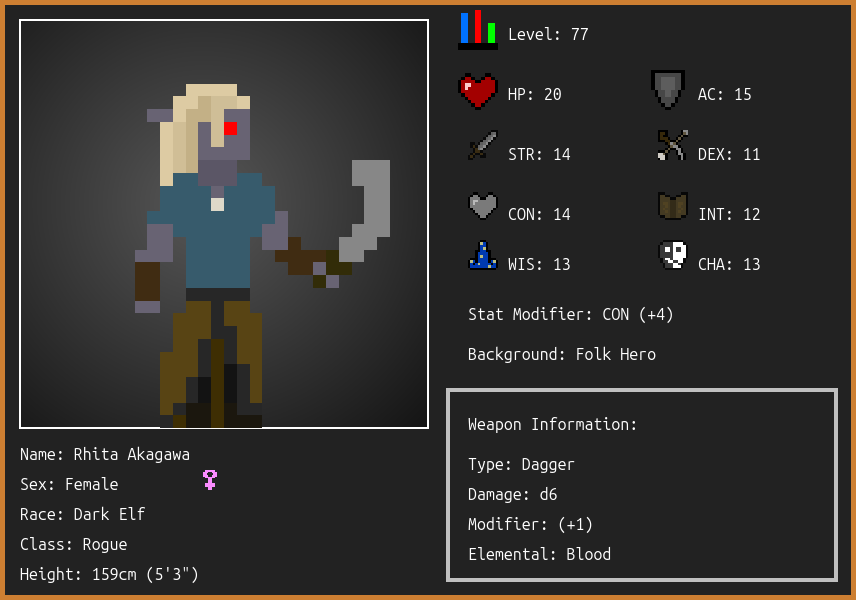 Level: 77
HP: 20
AC: 15
STR: 14
DEX: 11
CON: 14
INT: 12
WIS: 13
CHA: 13
Stat Modifier: CON (+4)
Background: Folk Hero
Weapon Information:
Type: Dagger
Damage: d6
Modifier: (+1)
Elemental: Blood
Name: Rhita Akagawa
Sex: Female
Race: Dark Elf
Class: Rogue
Height: 159cm (5'3")